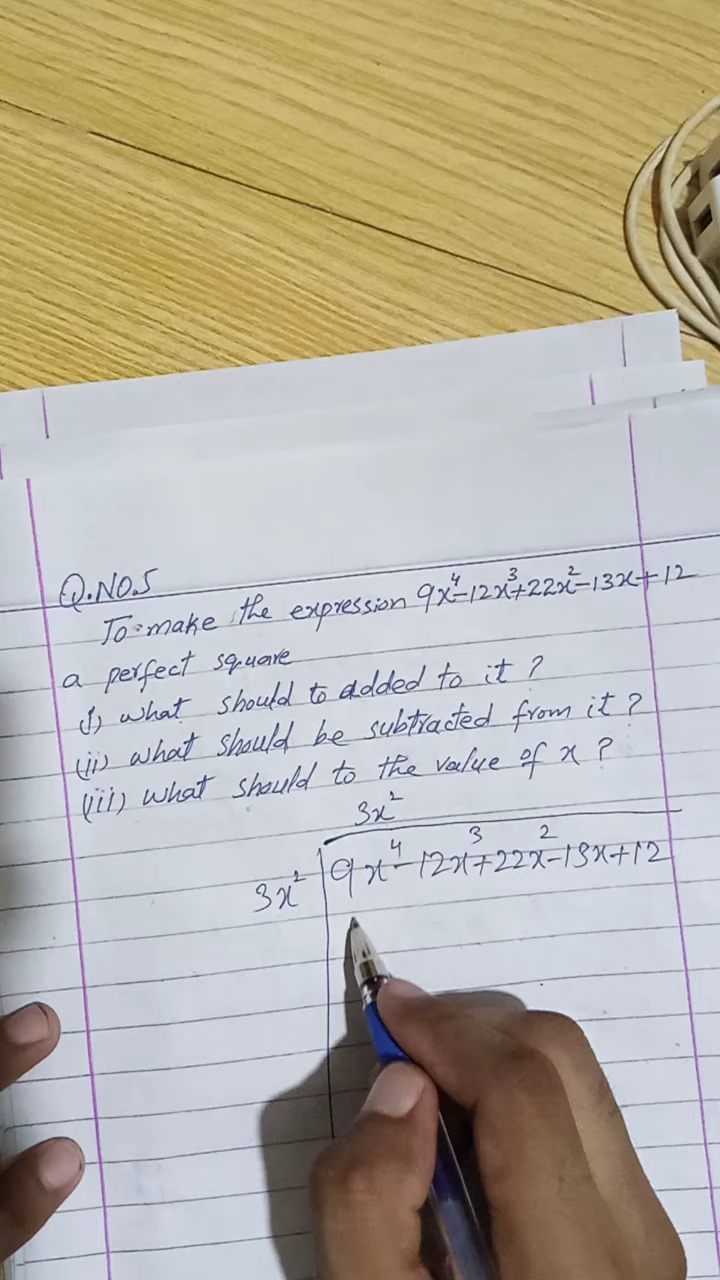 Q.NO.5
To make the expression 9x⁴-12x³+22x²-13x+12
a perfect square
(i) what should to added to it ?
(ii) what should be subtracted from it ?
(iii) what should to the value of x ?
3x²
3x² 9x⁴-12x³+22x²-13x+12